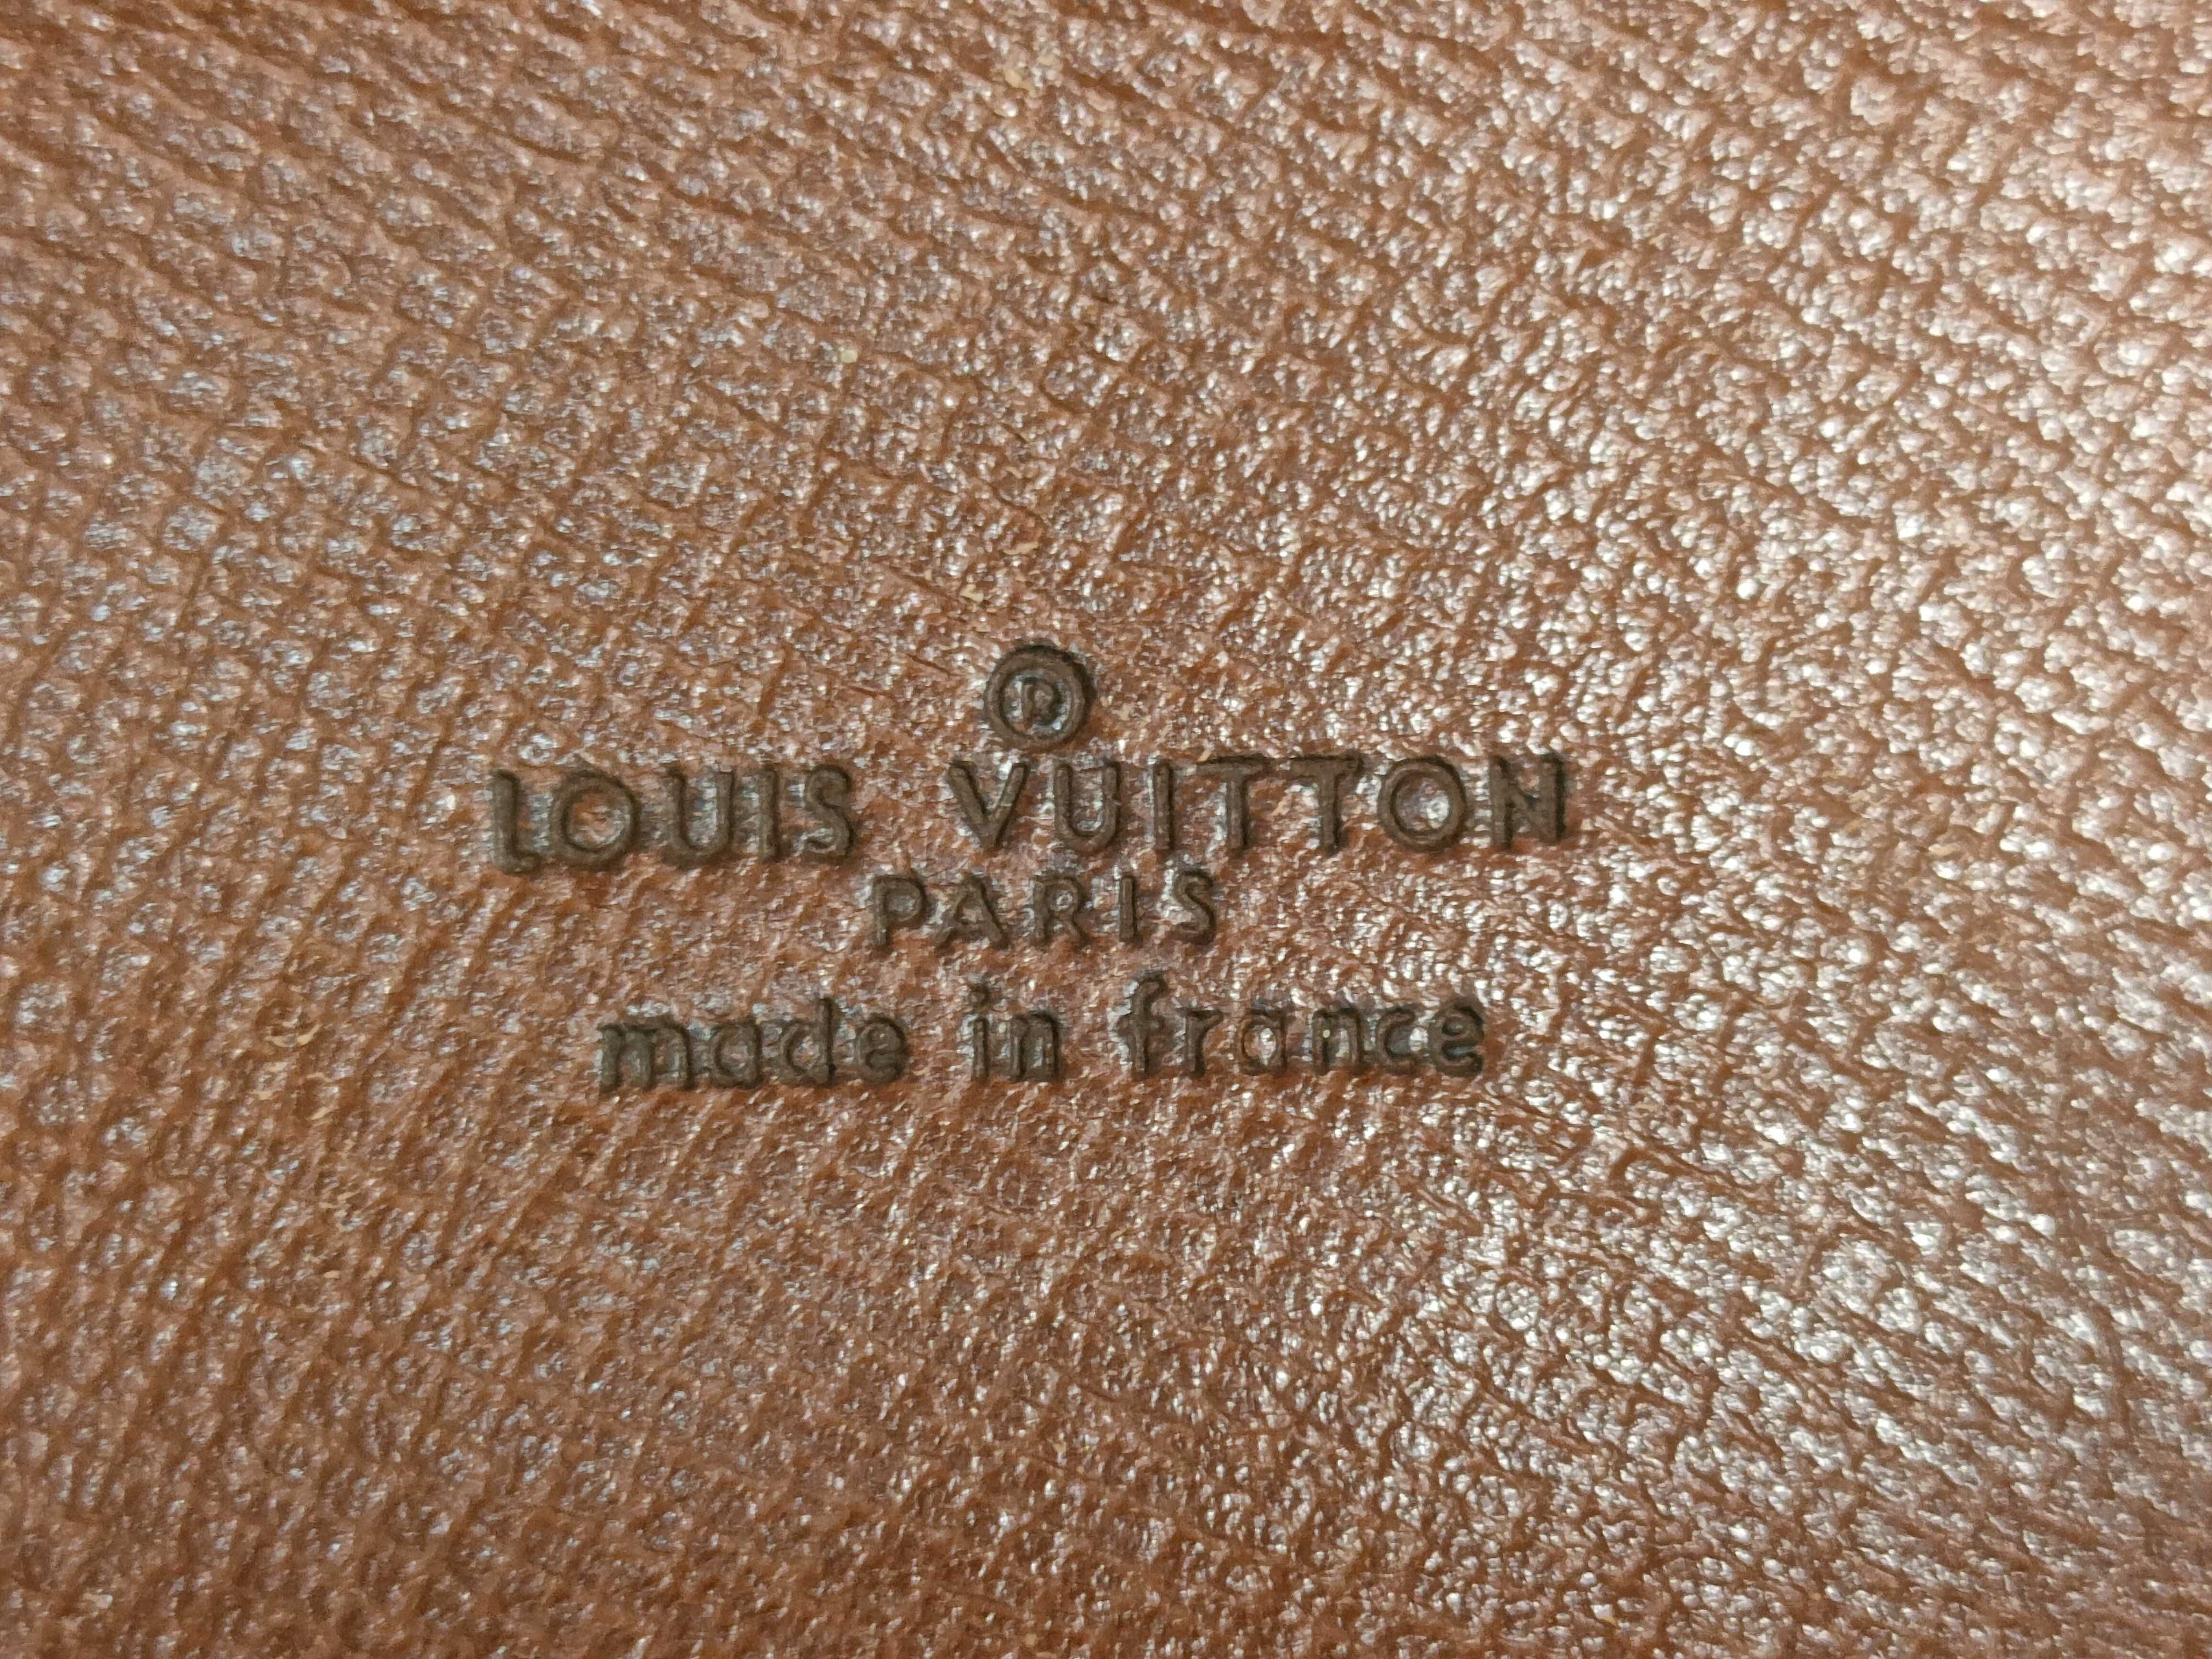 ®
LOUIS VUITTON
PARIS
made in france